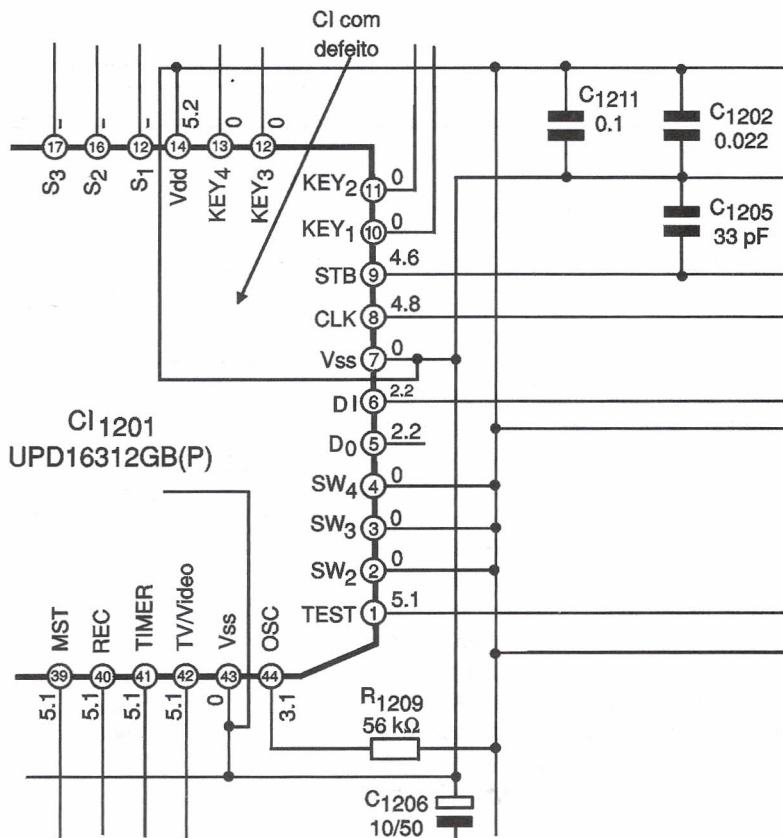 CI com
defeito
17 16 12 14 13 12
- - - 5.2 0 0
S3 S2 S1 Vdd KEY4 KEY3
C1211
0.1
C1202
0.022
C1205
33 pF
KEY2 11 0
KEY1 10 0
STB 9 4.6
CLK 8 4.8
Vss 7 0
DI 6 2.2
D0 5 2.2
SW4 4 0
SW3 3 0
SW2 2 0
TEST 1 5.1
CI1201
UPD16312GB(P)
MST REC TIMER TV/Video Vss OSC
39 40 41 42 43 44
5.1 5.1 5.1 5.1 0 3.1
R1209
56 kΩ
C1206
10/50